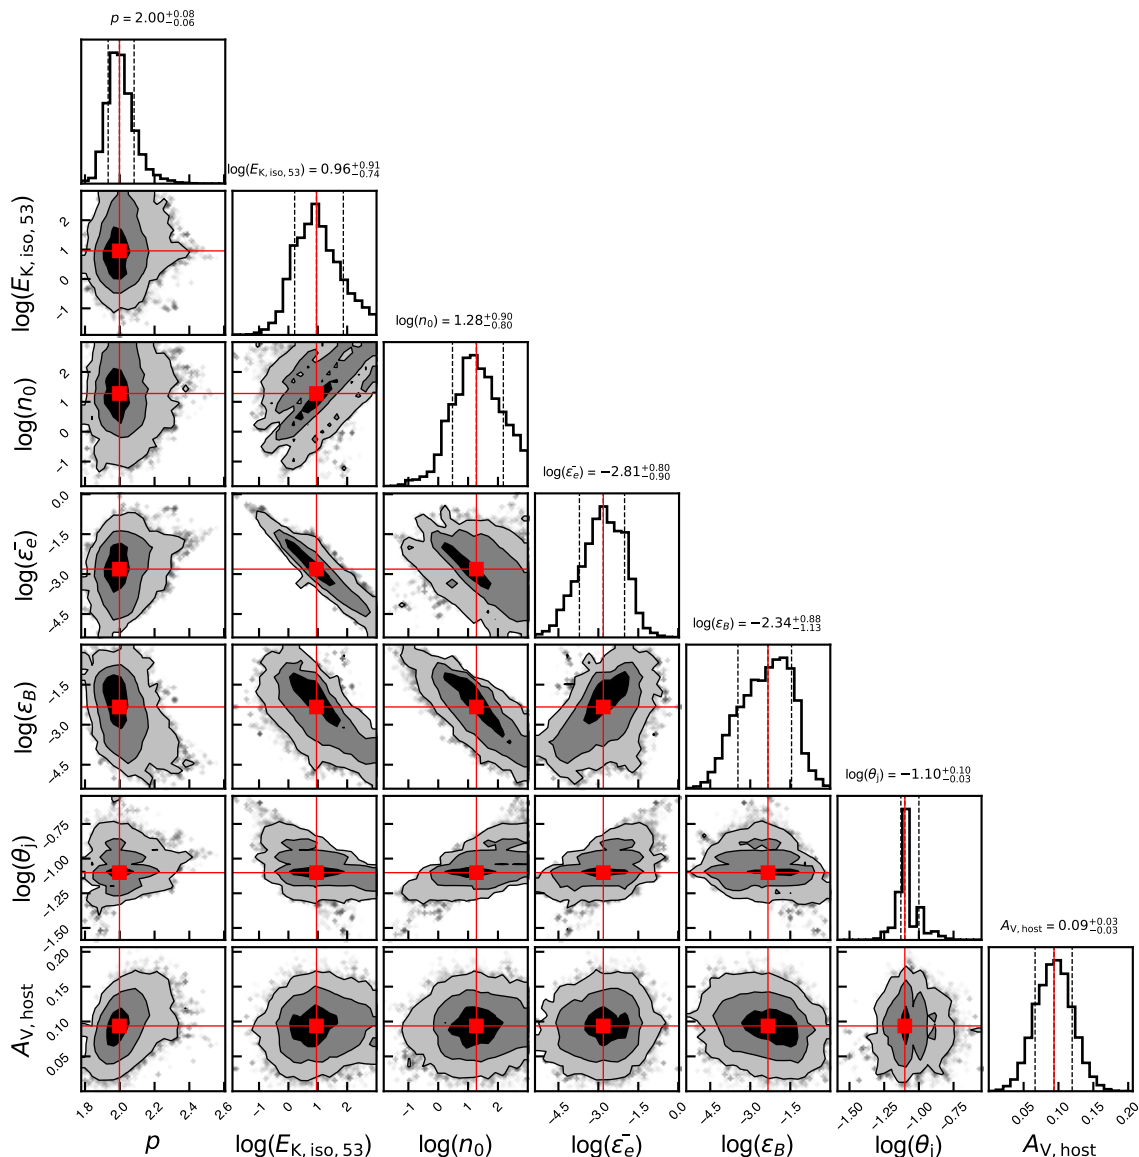 p = 2.00^{+0.08}_{−0.06}
log(E_{K, iso, 53}) = 0.96^{+0.91}_{−0.74}
log(E_{K, iso, 53})
2
1
0
−1
log(n_0) = 1.28^{+0.90}_{−0.80}
log(n_0)
2
1
0
−1
log(ϵ̄_e) = −2.81^{+0.80}_{−0.90}
log(ϵ̄_e)
0.0
−1.5
−3.0
−4.5
log(ϵ_B) = −2.34^{+0.88}_{−1.13}
log(ϵ_B)
−1.5
−3.0
−4.5
log(θ_j) = −1.10^{+0.10}_{−0.03}
log(θ_j)
−0.75
−1.00
−1.25
−1.50
A_{V, host} = 0.09^{+0.03}_{−0.03}
A_{V, host}
0.20
0.15
0.10
0.05
1.8 2.0 2.2 2.4 2.6 −1 0 1 2 −1 0 1 2 −4.5 −3.0 −1.5 0.0 −4.5 −3.0 −1.5 −1.50 −1.25 −1.00 −0.75 0.05 0.10 0.15 0.20
p log(E_{K, iso, 53}) log(n_0) log(ϵ̄_e) log(ϵ_B) log(θ_j) A_{V, host}